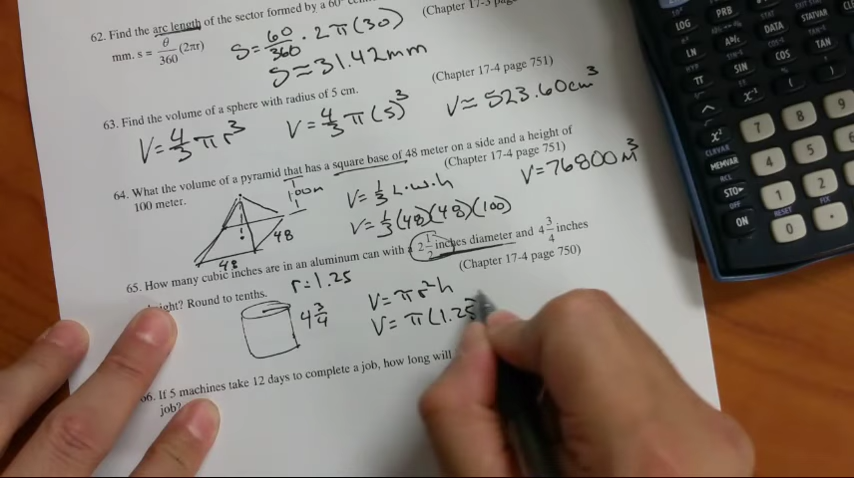 62. Find the arc length of the sector formed by a 60°
mm. s = θ/360 (2πr)
(Chapter 17-3 page
S = 60/360 · 2π(30)
S ≈ 31.42mm
63. Find the volume of a sphere with radius of 5 cm.
(Chapter 17-4 page 751)
V = 4/3 π r³
V = 4/3 π (5)³
V ≈ 523.60cm³
64. What the volume of a pyramid that has a square base of 48 meter on a side and a height of
100 meter.
(Chapter 17-4 page 751)
100m
48
48
V = 1/3 L·w·h
V = 1/3 (48)(48)(100)
V = 76800 M³
65. How many cubic inches are in an aluminum can with a 2 1/2 inches diameter and 4 3/4 inches
height? Round to tenths.
(Chapter 17-4 page 750)
r = 1.25
4 3/4
V = π r² h
V = π (1.25
66. If 5 machines take 12 days to complete a job, how long will
job?
LOG
PRB
DATA
STATVAR
LN
π
SIN
COS
TAN
(
)
^
x⁻¹
x²
7
8
9
MEMVAR
4
5
6
STO►
1
2
ON
0
RESET
FIX